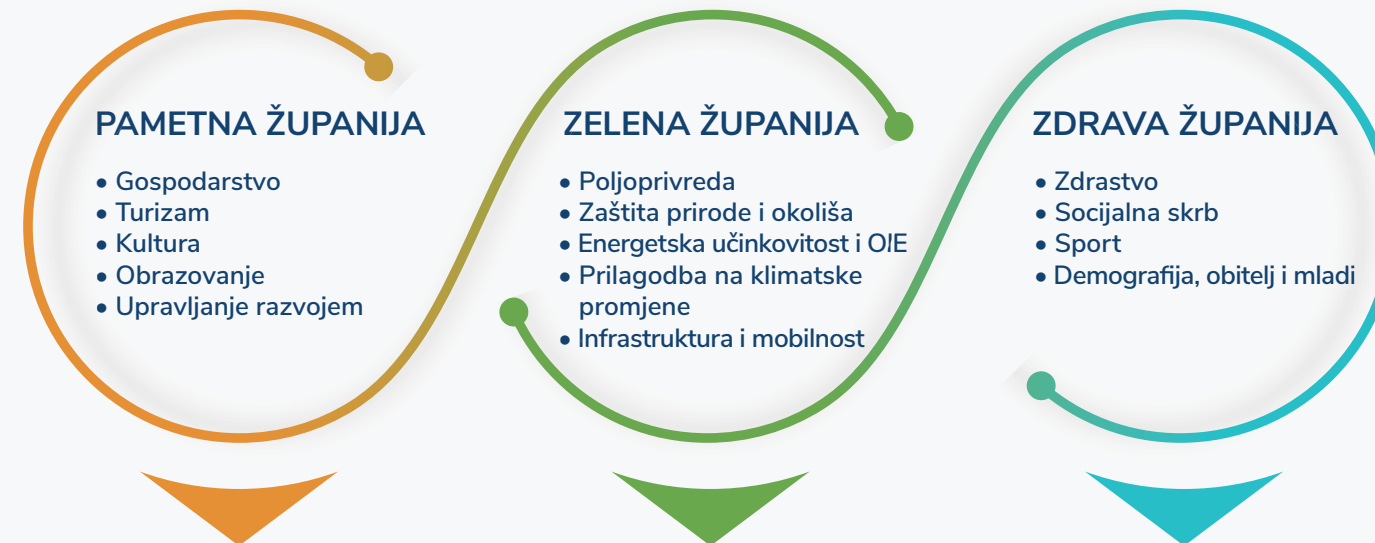 PAMETNA ŽUPANIJA
• Gospodarstvo
• Turizam
• Kultura
• Obrazovanje
• Upravljanje razvojem
ZELENA ŽUPANIJA
• Poljoprivreda
• Zaštita prirode i okoliša
• Energetska učinkovitost i OIE
• Prilagodba na klimatske
promjene
• Infrastruktura i mobilnost
ZDRAVA ŽUPANIJA
• Zdrastvo
• Socijalna skrb
• Sport
• Demografija, obitelj i mladi